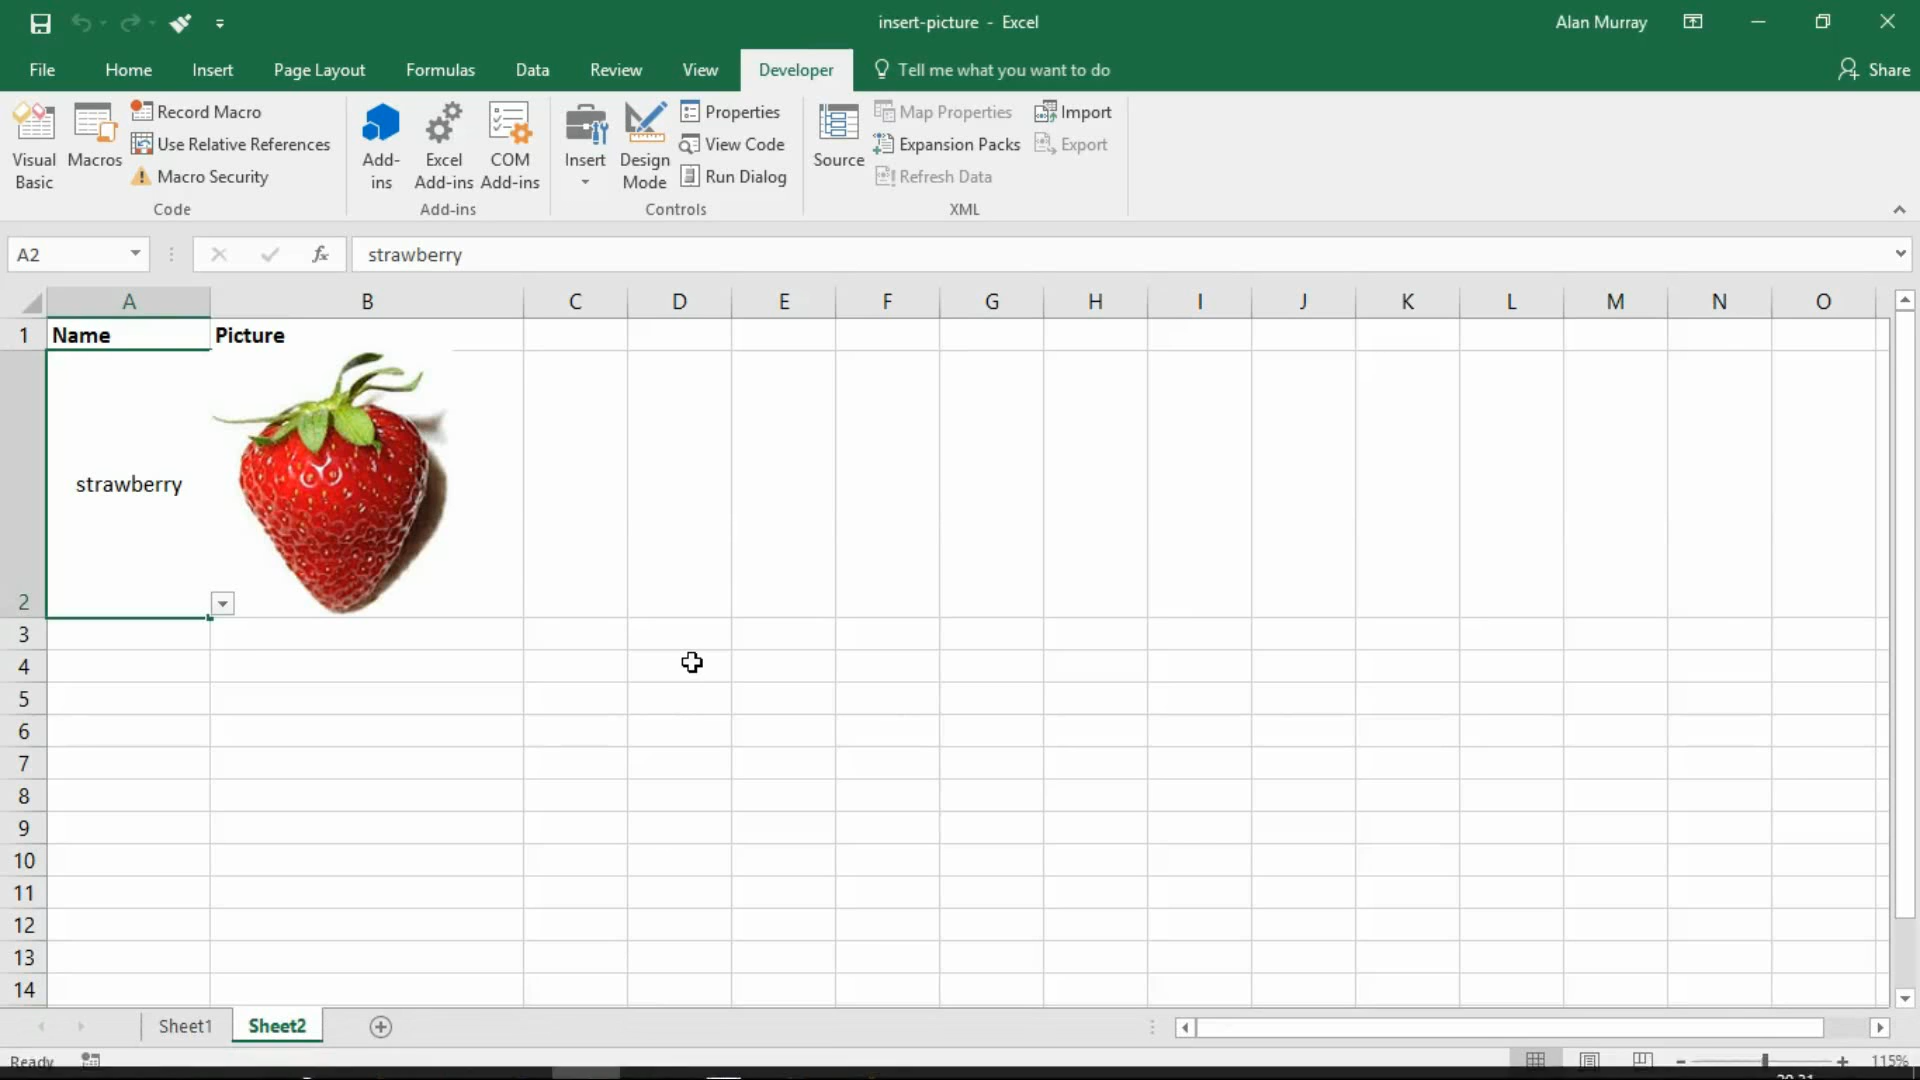 insert-picture - Excel
Alan Murray
File Home Insert Page Layout Formulas Data Review View Developer Tell me what you want to do Share
Visual Basic
Macros
Record Macro
Use Relative References
Macro Security
Code
Add-ins
Excel Add-ins
COM Add-ins
Add-ins
Insert
Design Mode
Properties
View Code
Run Dialog
Controls
Source
Map Properties
Expansion Packs
Refresh Data
Import
Export
XML
A2 fx strawberry
A B C D E F G H I J K L M N O
1 Name Picture
strawberry
2
3
4
5
6
7
8
9
10
11
12
13
14
Sheet1 Sheet2
Ready 115%